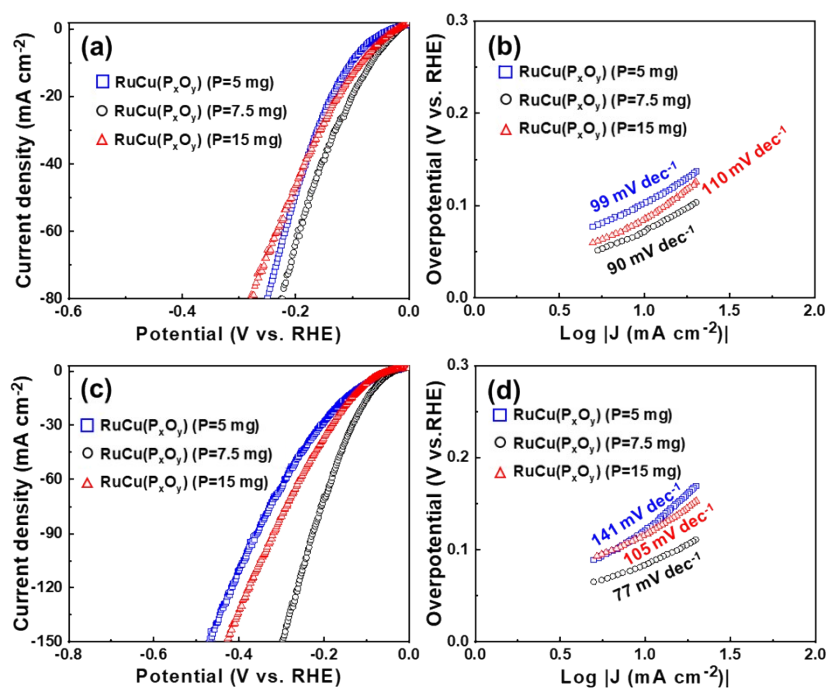 (a)
RuCu(PxOy) (P=5 mg)
RuCu(PxOy) (P=7.5 mg)
RuCu(PxOy) (P=15 mg)
Current density (mA cm-2)
0
-20
-40
-60
-80
-0.6
-0.4
-0.2
0.0
Potential (V vs. RHE)
(b)
RuCu(PxOy) (P=5 mg)
RuCu(PxOy) (P=7.5 mg)
RuCu(PxOy) (P=15 mg)
99 mV dec-1
110 mV dec-1
90 mV dec-1
Overpotential (V vs. RHE)
0.3
0.2
0.1
0.0
0.0
0.5
1.0
1.5
2.0
Log |J (mA cm-2)|
(c)
RuCu(PxOy) (P=5 mg)
RuCu(PxOy) (P=7.5 mg)
RuCu(PxOy) (P=15 mg)
Current density (mA cm-2)
0
-30
-60
-90
-120
-150
-0.8
-0.6
-0.4
-0.2
0.0
Potential (V vs. RHE)
(d)
RuCu(PxOy) (P=5 mg)
RuCu(PxOy) (P=7.5 mg)
RuCu(PxOy) (P=15 mg)
141 mV dec-1
105 mV dec-1
77 mV dec-1
Overpotential (V vs.RHE)
0.3
0.2
0.1
0.0
0.0
0.5
1.0
1.5
2.0
Log |J (mA cm-2)|